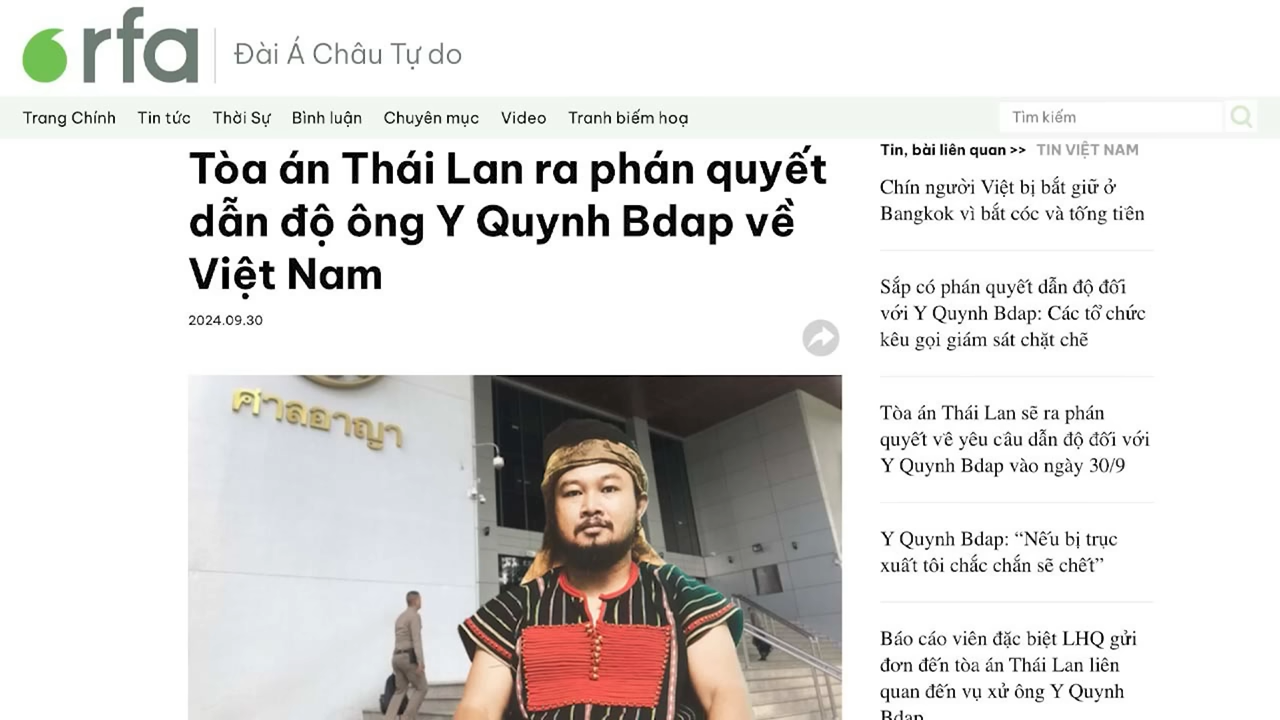 rfa
Đài Á Châu Tự do
Trang Chính Tin tức Thời Sự Bình luận Chuyên mục Video Tranh biếm hoạ
Tìm kiếm
Tòa án Thái Lan ra phán quyết
dẫn độ ông Y Quynh Bdap về
Việt Nam
2024.09.30
ศาลอาญา
Tin, bài liên quan >> TIN VIỆT NAM
Chín người Việt bị bắt giữ ở
Bangkok vì bắt cóc và tống tiền
Sắp có phán quyết dẫn độ đối
với Y Quynh Bdap: Các tổ chức
kêu gọi giám sát chặt chẽ
Tòa án Thái Lan sẽ ra phán
quyết về yêu cầu dẫn độ đối với
Y Quynh Bdap vào ngày 30/9
Y Quynh Bdap: “Nếu bị trục
xuất tôi chắc chắn sẽ chết”
Báo cáo viên đặc biệt LHQ gửi
đơn đến tòa án Thái Lan liên
quan đến vụ xử ông Y Quynh
Bdap